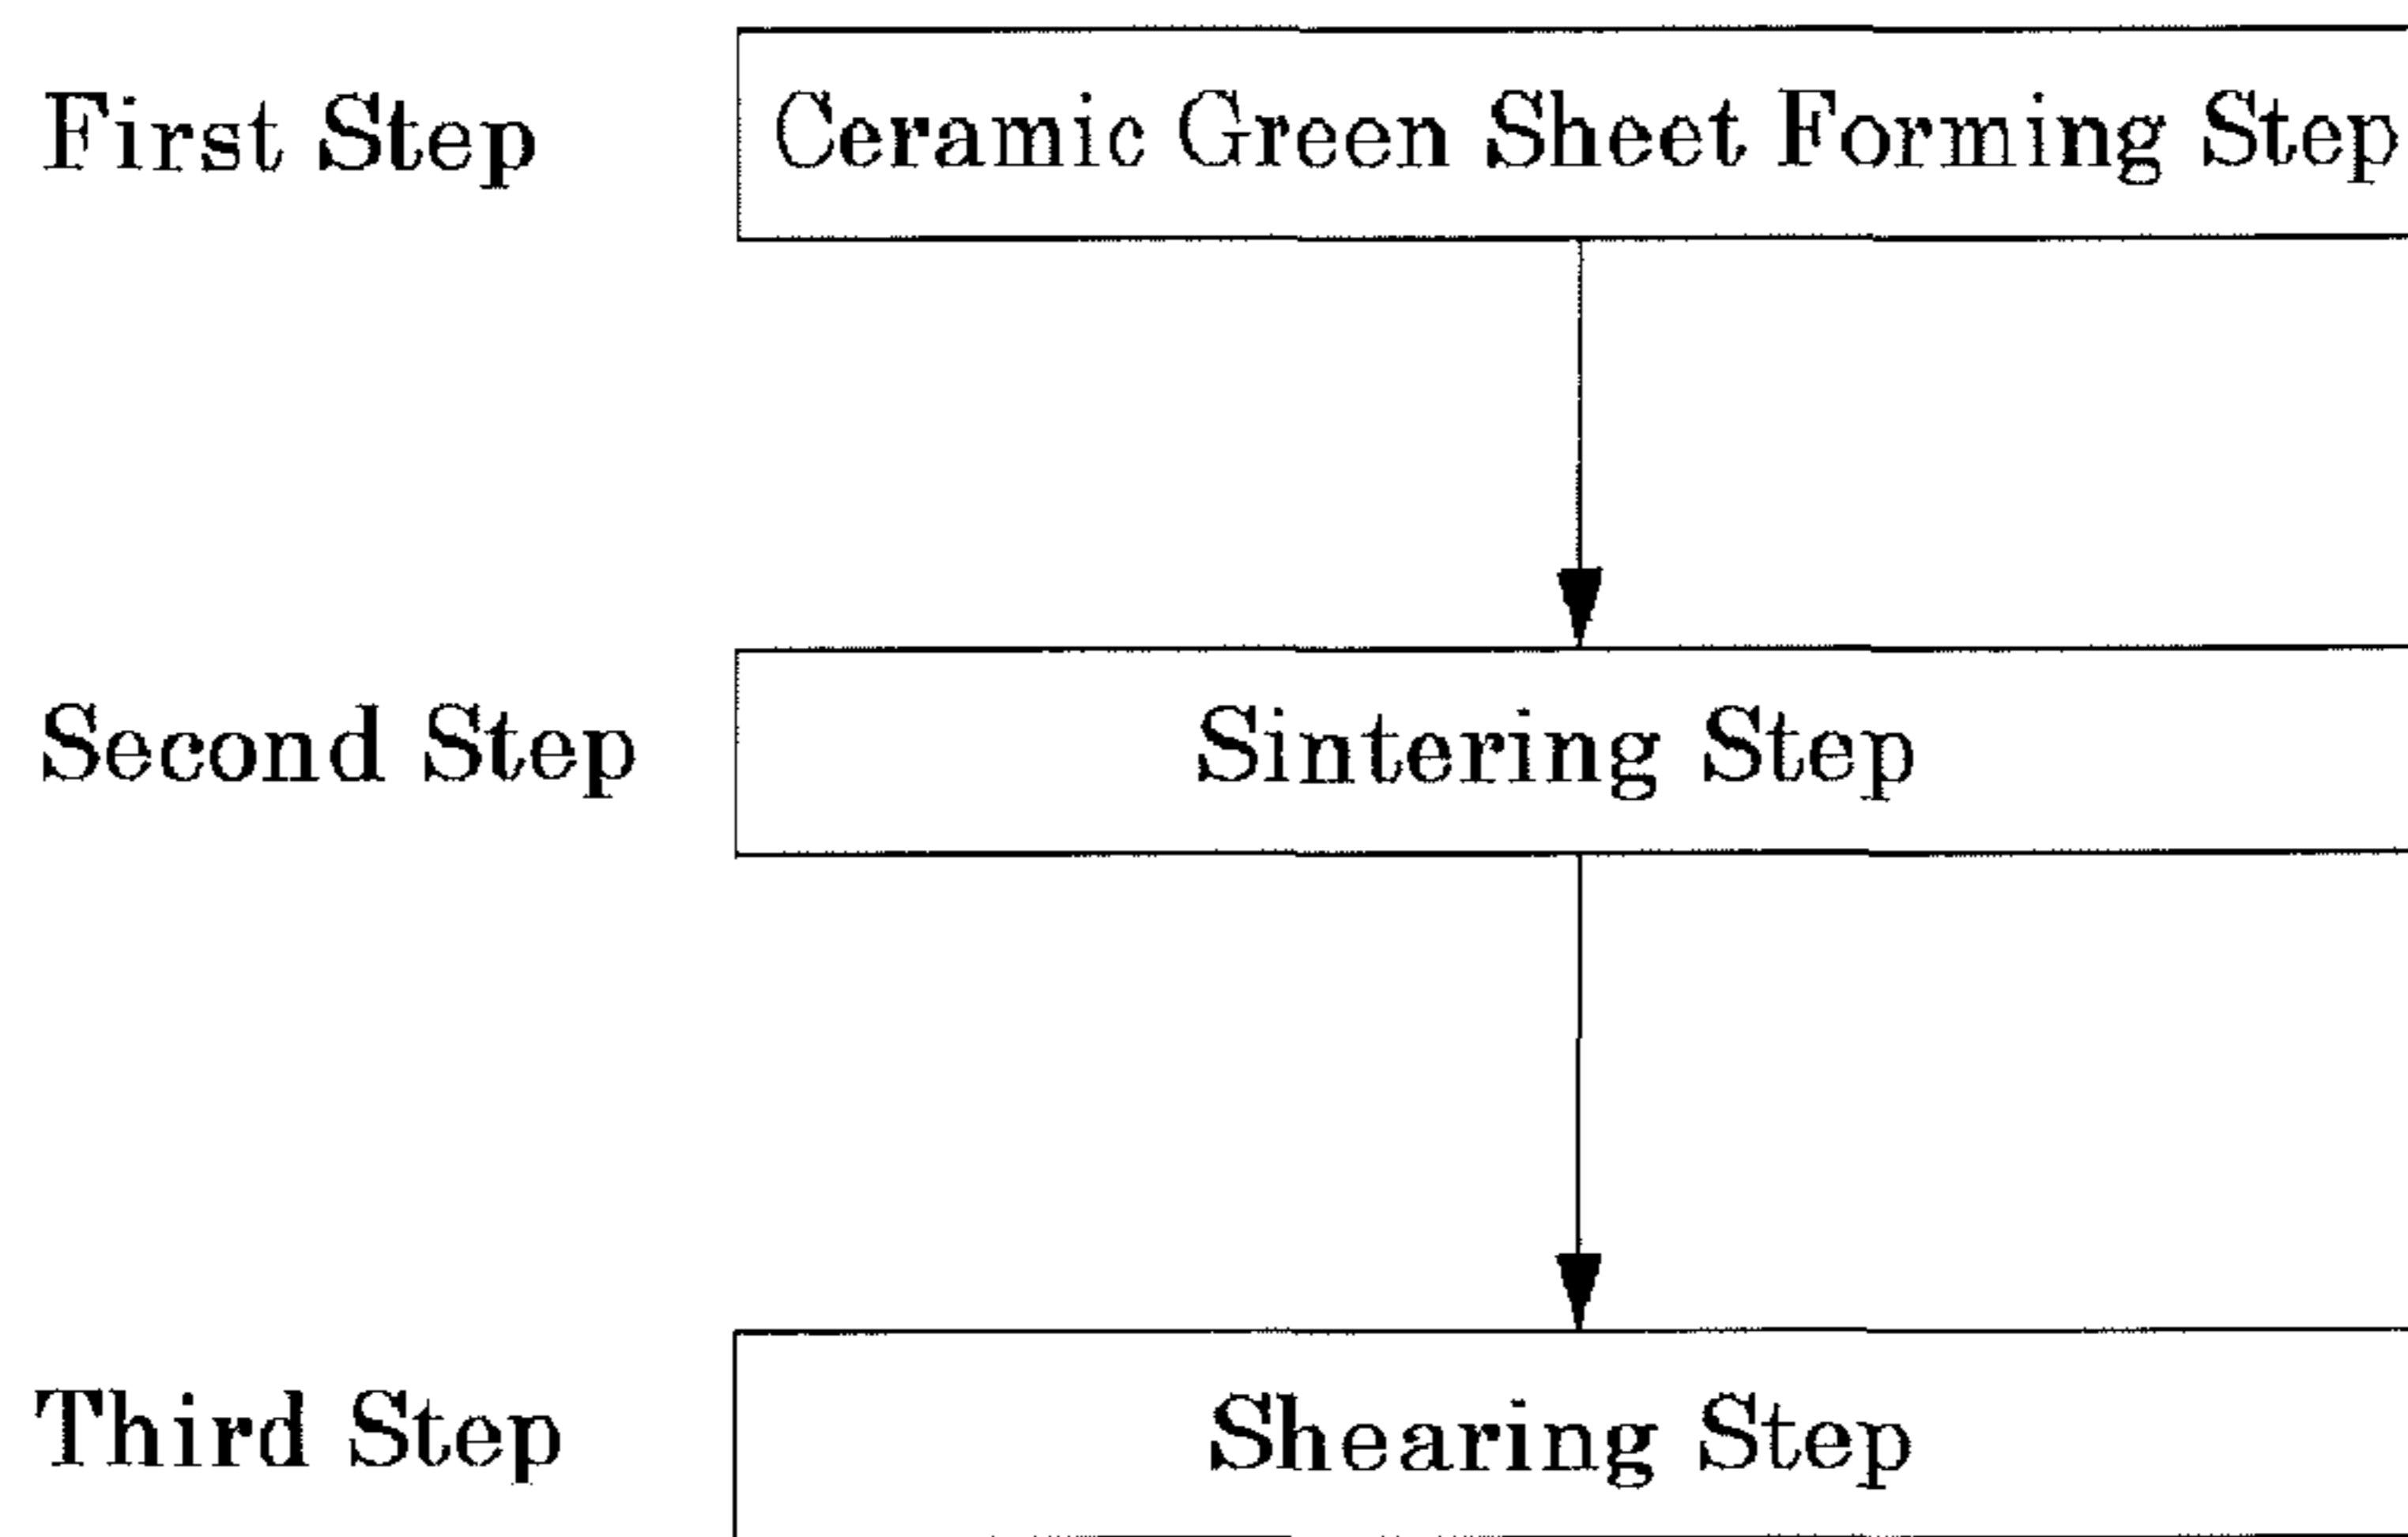 First Step
Ceramic Green Sheet Forming Step
Second Step
Sintering Step
Third Step
Shearing Step